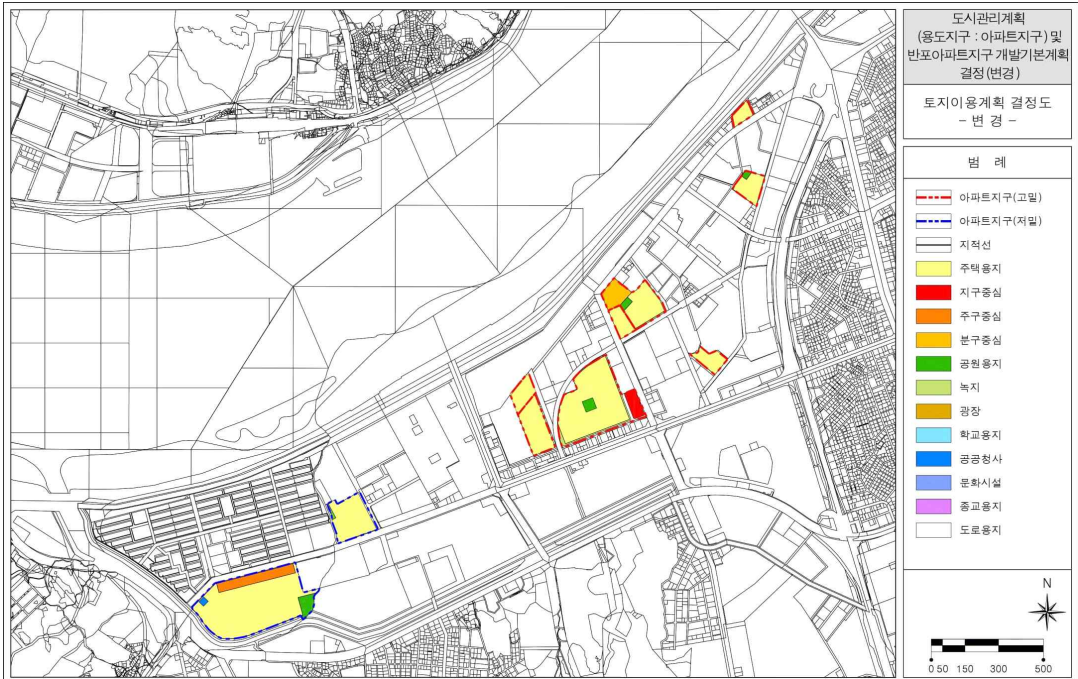 도시관리계획
(용도지구 : 아파트지구) 및
반포아파트지구 개발기본계획
결정(변경)
토지이용계획 결정도
- 변 경 -
범 례
아파트지구(고밀)
아파트지구(저밀)
지적선
주택용지
지구중심
주구중심
분구중심
공원용지
녹지
광장
학교용지
공공청사
문화시설
종교용지
도로용지
N
0 50 150 300 500